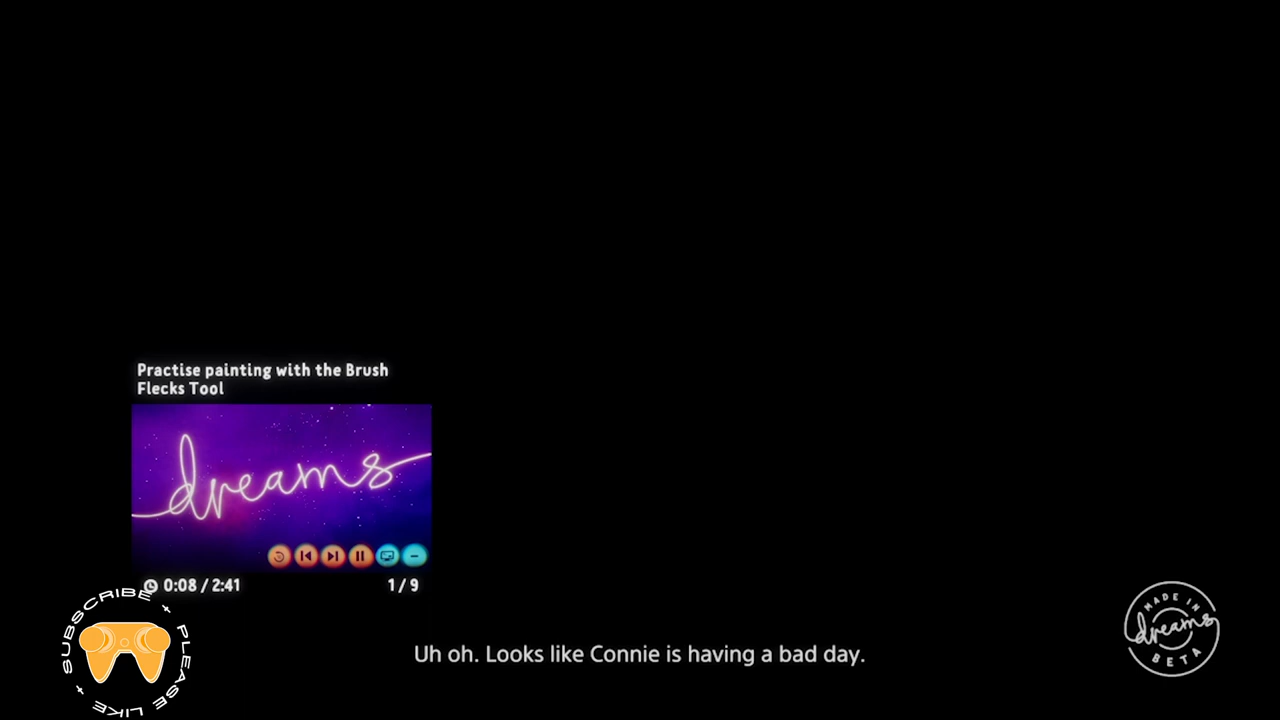 Practise painting with the Brush
Flecks Tool
dreams
0:08 / 2:41
1 / 9
SUBSCRIBE + PLEASE LIKE +
Uh oh. Looks like Connie is having a bad day.
MADE IN
dreams
BETA